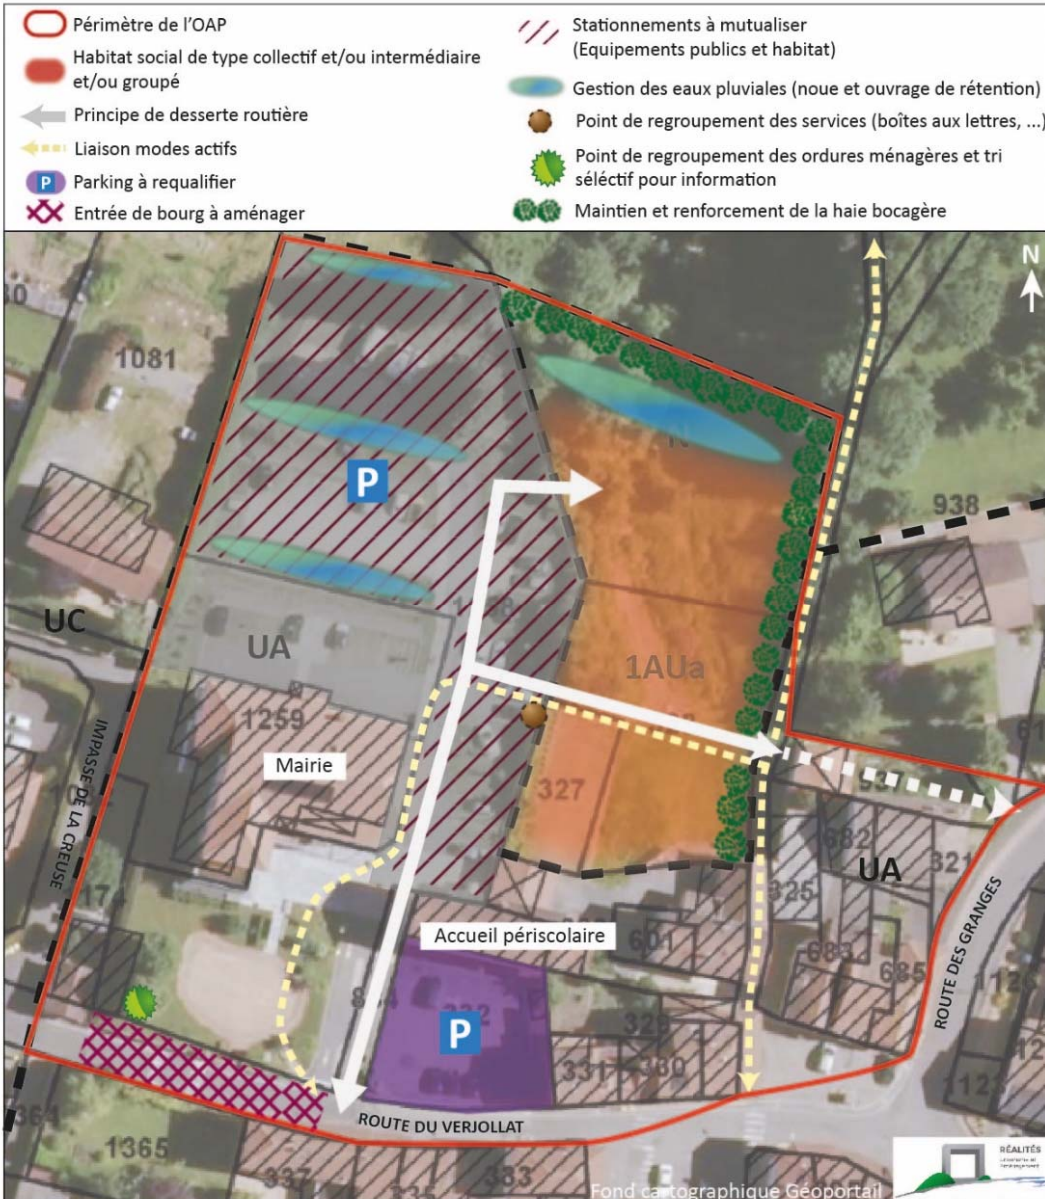 Périmètre de l'OAP
Habitat social de type collectif et/ou intermédiaire
et/ou groupé
Principe de desserte routière
Liaison modes actifs
P Parking à requalifier
Entrée de bourg à aménager
Stationnements à mutualiser
(Equipements publics et habitat)
Gestion des eaux pluviales (noue et ouvrage de rétention)
Point de regroupement des services (boîtes aux lettres, ...)
Point de regroupement des ordures ménagères et tri
séléctif pour information
Maintien et renforcement de la haie bocagère
N
1081
P
938
UC
UA
1AUa
1259
Mairie
327
IMPASSE DE LA CREUSE
682
321
UA
325
174
Accueil périscolaire
601
683
685
ROUTE DES GRANGES
P
332
329
331
330
1123
ROUTE DU VERJOLLAT
1365
337
333
RÉALITÉS
Fond cartographique Géoportail